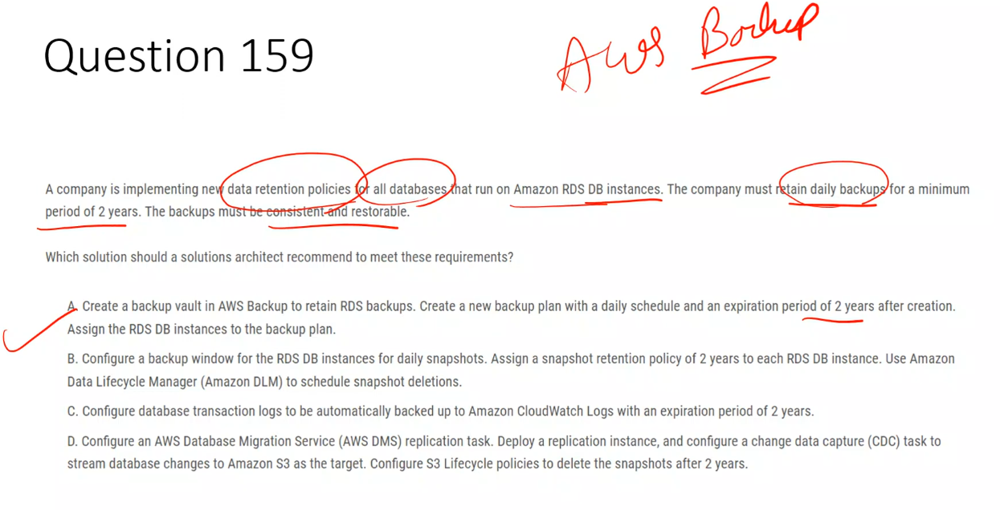 Question 159
AWS Backup
A company is implementing new data retention policies for all databases that run on Amazon RDS DB instances. The company must retain daily backups for a minimum
period of 2 years. The backups must be consistent and restorable.
Which solution should a solutions architect recommend to meet these requirements?
A. Create a backup vault in AWS Backup to retain RDS backups. Create a new backup plan with a daily schedule and an expiration period of 2 years after creation.
Assign the RDS DB instances to the backup plan.
B. Configure a backup window for the RDS DB instances for daily snapshots. Assign a snapshot retention policy of 2 years to each RDS DB instance. Use Amazon
Data Lifecycle Manager (Amazon DLM) to schedule snapshot deletions.
C. Configure database transaction logs to be automatically backed up to Amazon CloudWatch Logs with an expiration period of 2 years.
D. Configure an AWS Database Migration Service (AWS DMS) replication task. Deploy a replication instance, and configure a change data capture (CDC) task to
stream database changes to Amazon S3 as the target. Configure S3 Lifecycle policies to delete the snapshots after 2 years.